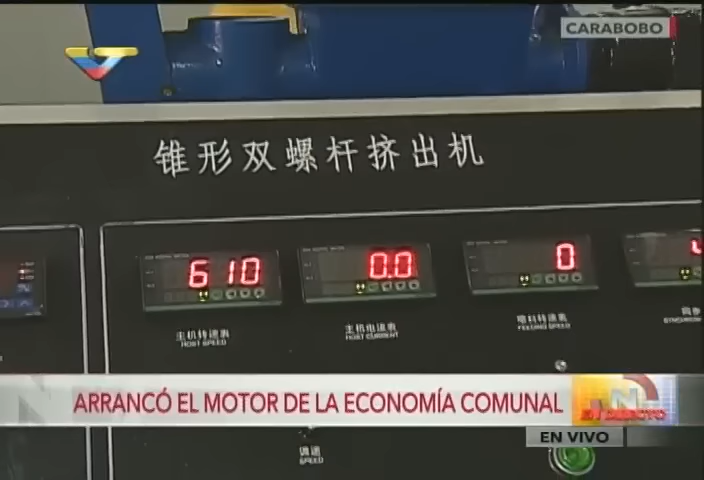 CARABOBO
锥形双螺杆挤出机
610
0.0
0
主机转速表
HOST SPEED
主机电流表
HOST CURRENT
喂料转速表
FEEDING SPEED
ARRANCÓ EL MOTOR DE LA ECONOMÍA COMUNAL
EN DIRECTO
EN VIVO
调速
SPEED